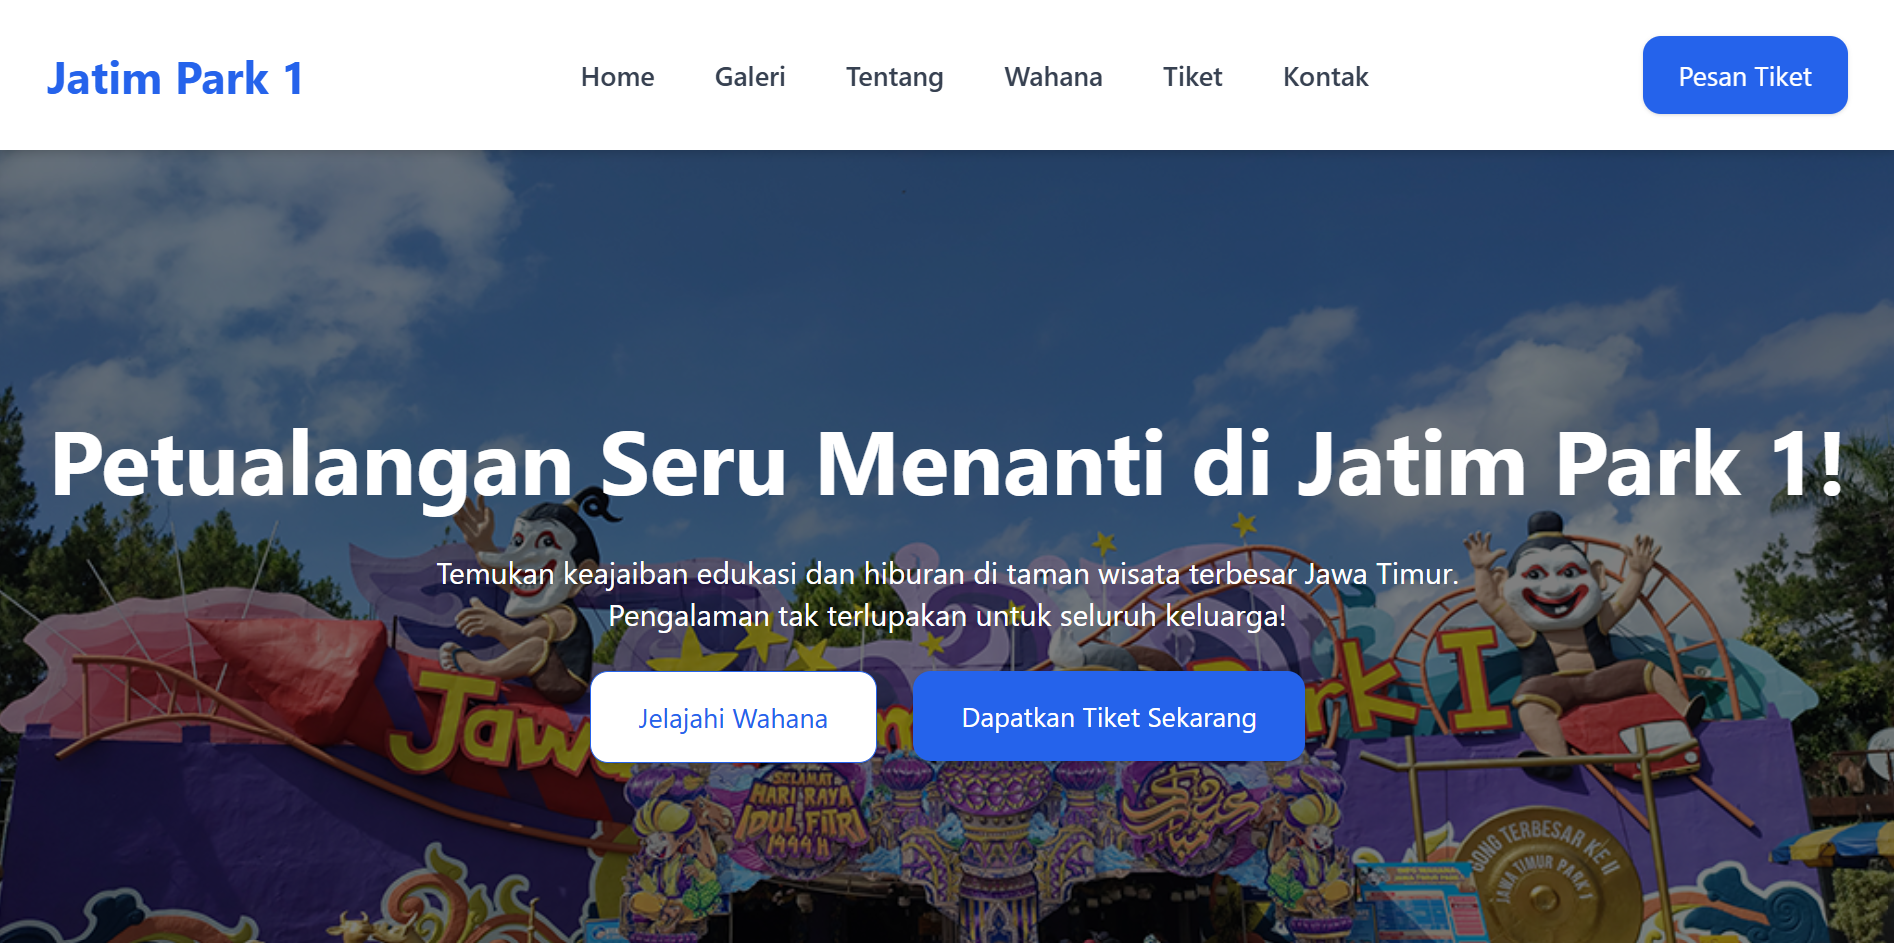 Jatim Park 1
Home
Galeri
Tentang
Wahana
Tiket
Kontak
Pesan Tiket
Petualangan Seru Menanti di Jatim Park 1!
Temukan keajaiban edukasi dan hiburan di taman wisata terbesar Jawa Timur.
Pengalaman tak terlupakan untuk seluruh keluarga!
Jelajahi Wahana
Dapatkan Tiket Sekarang
SELAMAT
HARI RAYA
IDUL FITRI
1444 H
GONG TERBESAR KE II
JAWA TIMUR PARK I